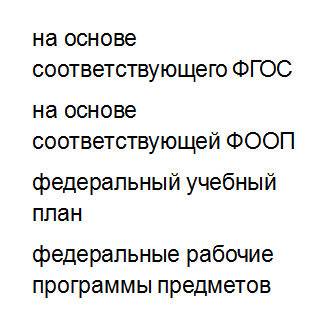 на основе
соответствующего ФГОС
на основе
соответствующей ФООП
федеральный учебный
план
федеральные рабочие
программы предметов